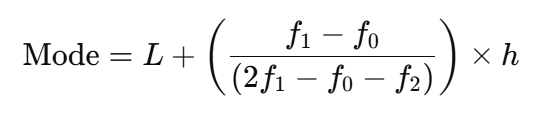 Mode = L + ( f₁ − f₀ / (2f₁ − f₀ − f₂) ) × h